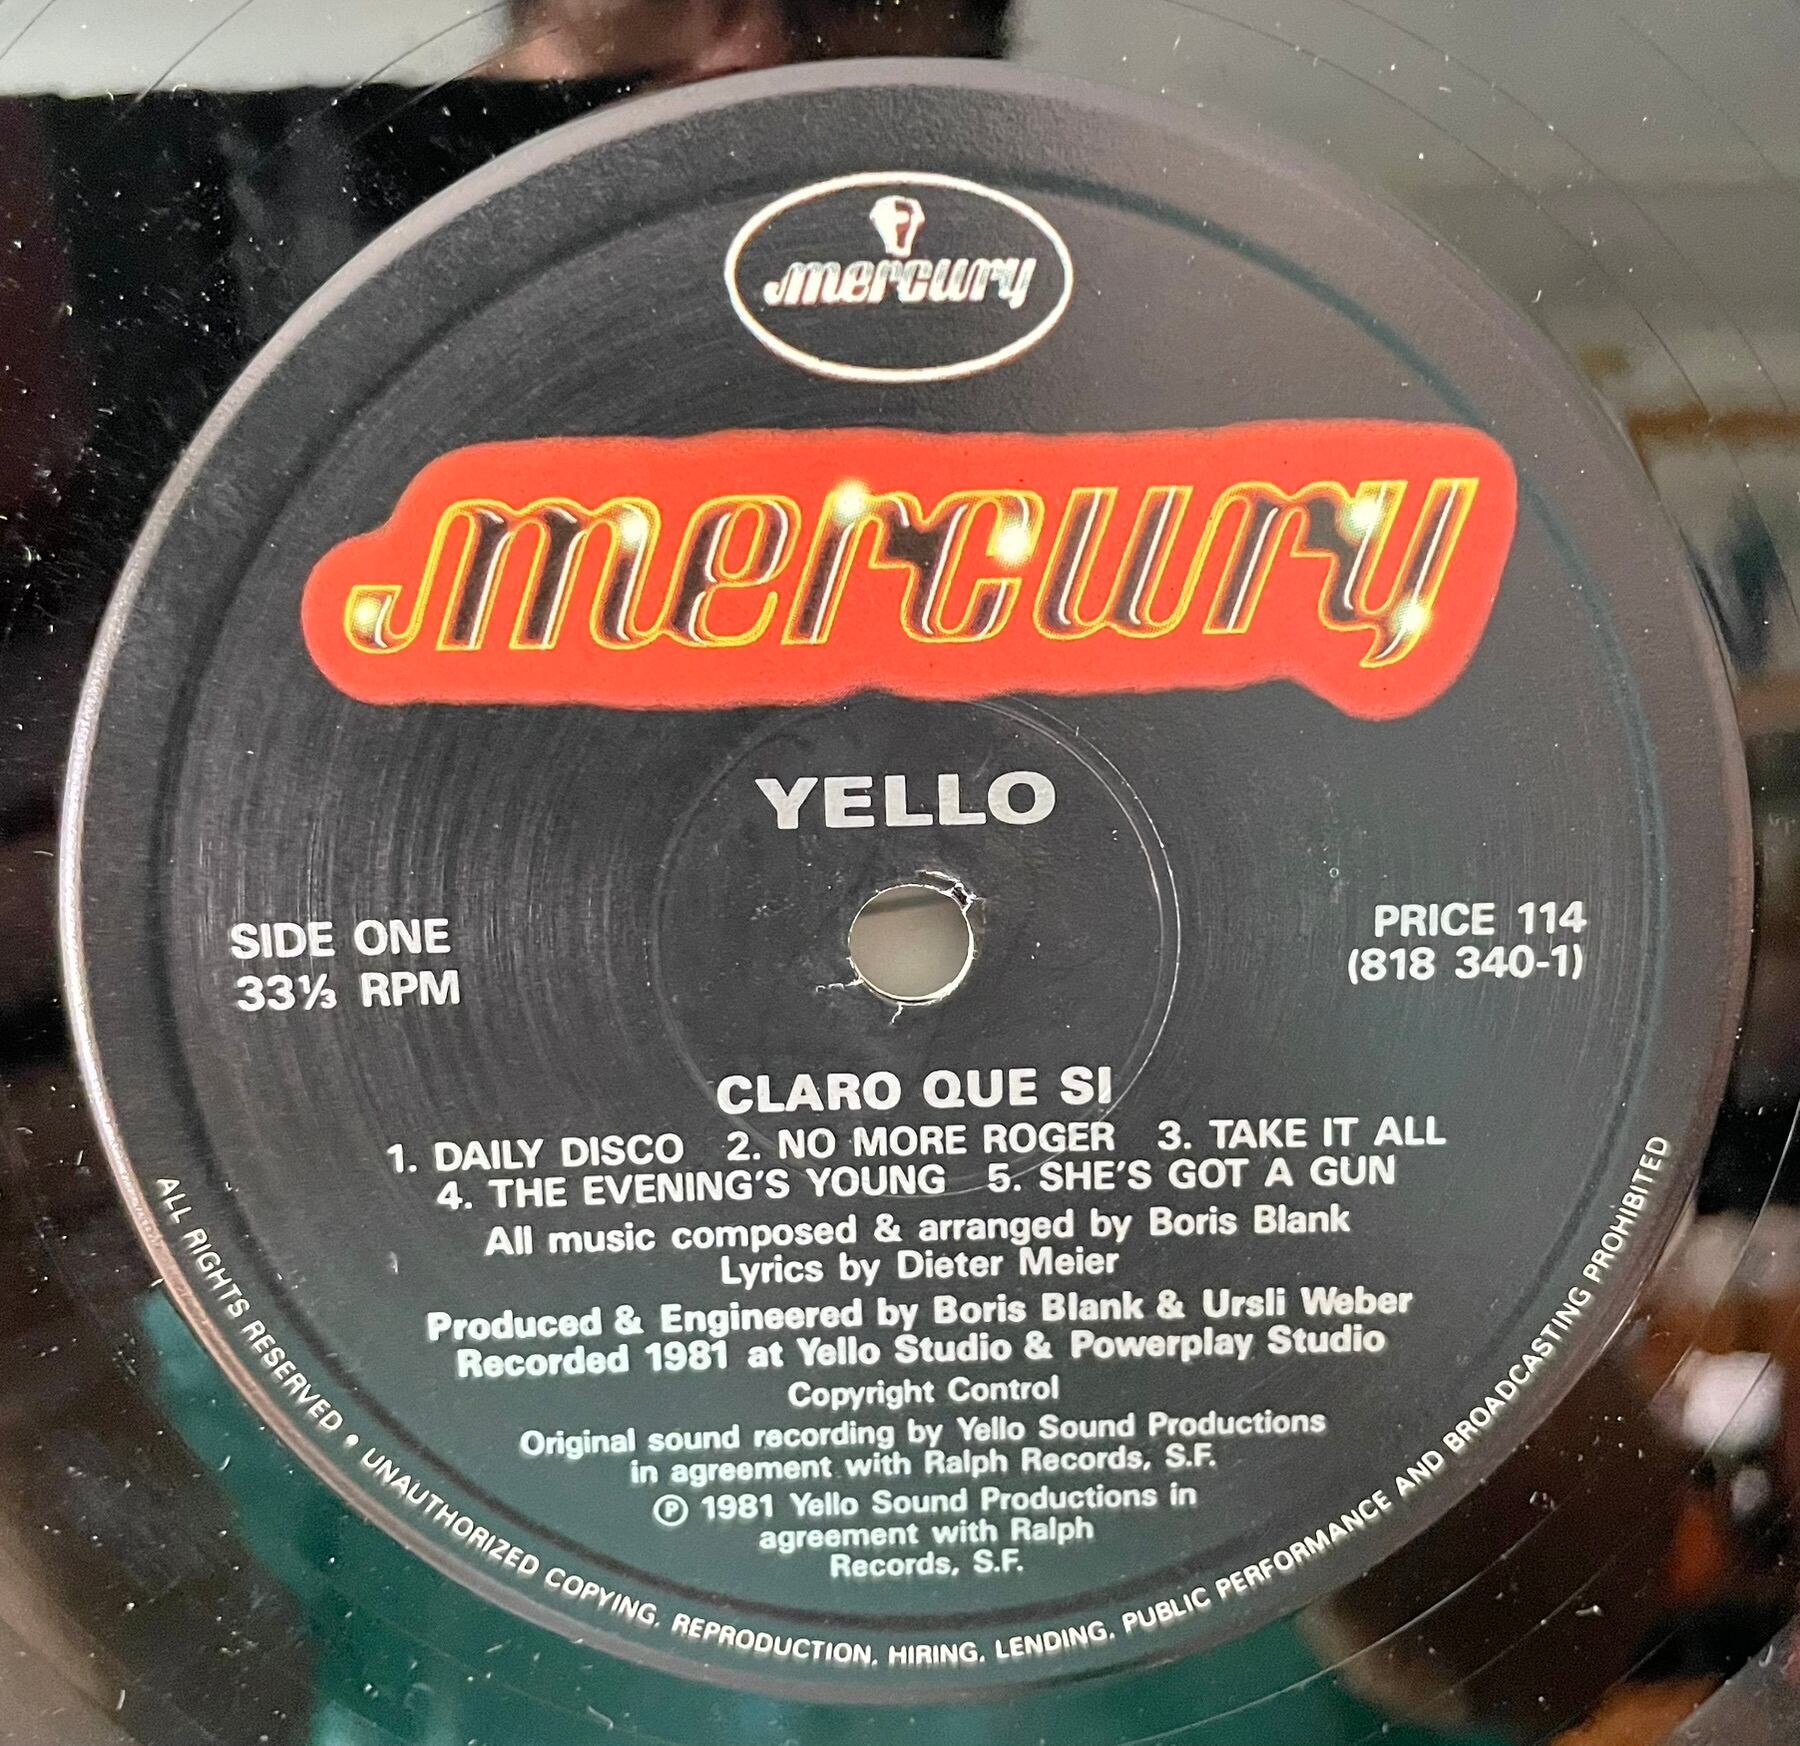 mercury
mercury
YELLO
SIDE ONE
33⅓ RPM
PRICE 114
(818 340-1)
CLARO QUE SI
1. DAILY DISCO 2. NO MORE ROGER 3. TAKE IT ALL
4. THE EVENING'S YOUNG 5. SHE'S GOT A GUN
All music composed & arranged by Boris Blank
Lyrics by Dieter Meier
Produced & Engineered by Boris Blank & Ursli Weber
Recorded 1981 at Yello Studio & Powerplay Studio
Copyright Control
Original sound recording by Yello Sound Productions
in agreement with Ralph Records, S.F.
Ⓟ 1981 Yello Sound Productions in
agreement with Ralph
Records, S.F.
ALL RIGHTS RESERVED • UNAUTHORIZED COPYING, REPRODUCTION, HIRING, LENDING, PUBLIC PERFORMANCE AND BROADCASTING PROHIBITED